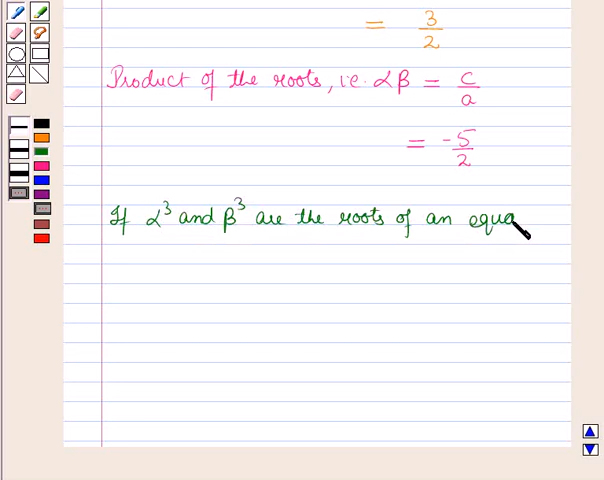 = 3/2
Product of the roots, i.e. αβ = c/a
= -5/2
If α³ and β³ are the roots of an equa